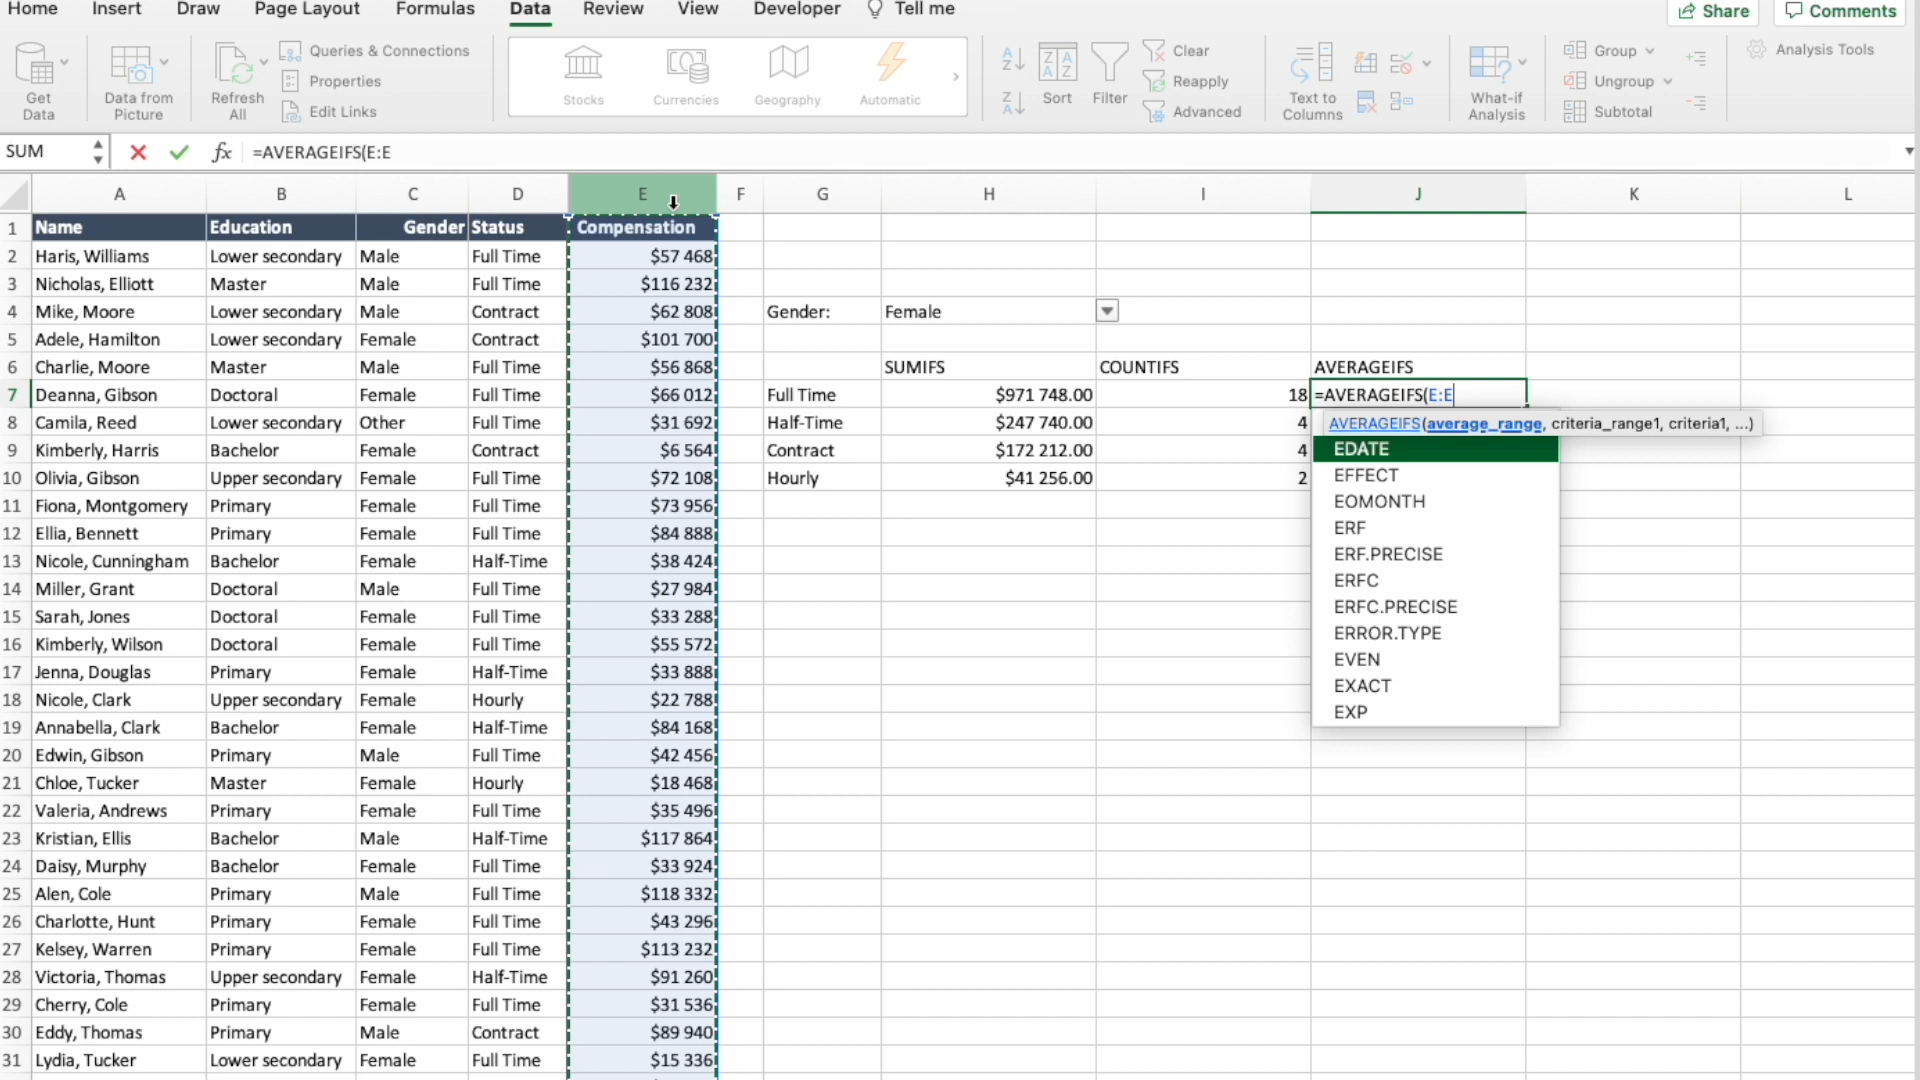 Home Insert Draw Page Layout Formulas Data Review View Developer Tell me Share Comments
Get Data
Data from Picture
Refresh All
Queries & Connections
Properties
Edit Links
Stocks Currencies Geography Automatic
Sort Filter
Clear
Reapply
Advanced
Text to Columns
What-if Analysis
Group
Ungroup
Subtotal
Analysis Tools
SUM fx =AVERAGEIFS(E:E
A B C D E F G H I J K L
1 Name Education Gender Status Compensation
2 Haris, Williams Lower secondary Male Full Time $57 468
3 Nicholas, Elliott Master Male Full Time $116 232
4 Mike, Moore Lower secondary Male Contract $62 808 Gender: Female
5 Adele, Hamilton Lower secondary Female Contract $101 700
6 Charlie, Moore Master Male Full Time $56 868 SUMIFS COUNTIFS AVERAGEIFS
7 Deanna, Gibson Doctoral Female Full Time $66 012 Full Time $971 748.00 18 =AVERAGEIFS(E:E
8 Camila, Reed Lower secondary Other Full Time $31 692 Half-Time $247 740.00 4 AVERAGEIFS(average_range, criteria_range1, criteria1, ...)
9 Kimberly, Harris Bachelor Female Contract $6 564 Contract $172 212.00 4 EDATE
10 Olivia, Gibson Upper secondary Female Full Time $72 108 Hourly $41 256.00 2 EFFECT
11 Fiona, Montgomery Primary Female Full Time $73 956 EOMONTH
12 Ellia, Bennett Primary Female Full Time $84 888 ERF
13 Nicole, Cunningham Bachelor Female Half-Time $38 424 ERF.PRECISE
14 Miller, Grant Doctoral Male Full Time $27 984 ERFC
15 Sarah, Jones Doctoral Female Full Time $33 288 ERFC.PRECISE
16 Kimberly, Wilson Doctoral Female Full Time $55 572 ERROR.TYPE
17 Jenna, Douglas Primary Female Half-Time $33 888 EVEN
18 Nicole, Clark Upper secondary Female Hourly $22 788 EXACT
19 Annabella, Clark Bachelor Female Half-Time $84 168 EXP
20 Edwin, Gibson Primary Male Full Time $42 456
21 Chloe, Tucker Master Female Hourly $18 468
22 Valeria, Andrews Primary Female Full Time $35 496
23 Kristian, Ellis Bachelor Male Half-Time $117 864
24 Daisy, Murphy Bachelor Female Full Time $33 924
25 Alen, Cole Primary Male Full Time $118 332
26 Charlotte, Hunt Primary Female Full Time $43 296
27 Kelsey, Warren Primary Female Full Time $113 232
28 Victoria, Thomas Upper secondary Female Half-Time $91 260
29 Cherry, Cole Primary Female Full Time $31 536
30 Eddy, Thomas Primary Male Contract $89 940
31 Lydia, Tucker Lower secondary Female Full Time $15 336